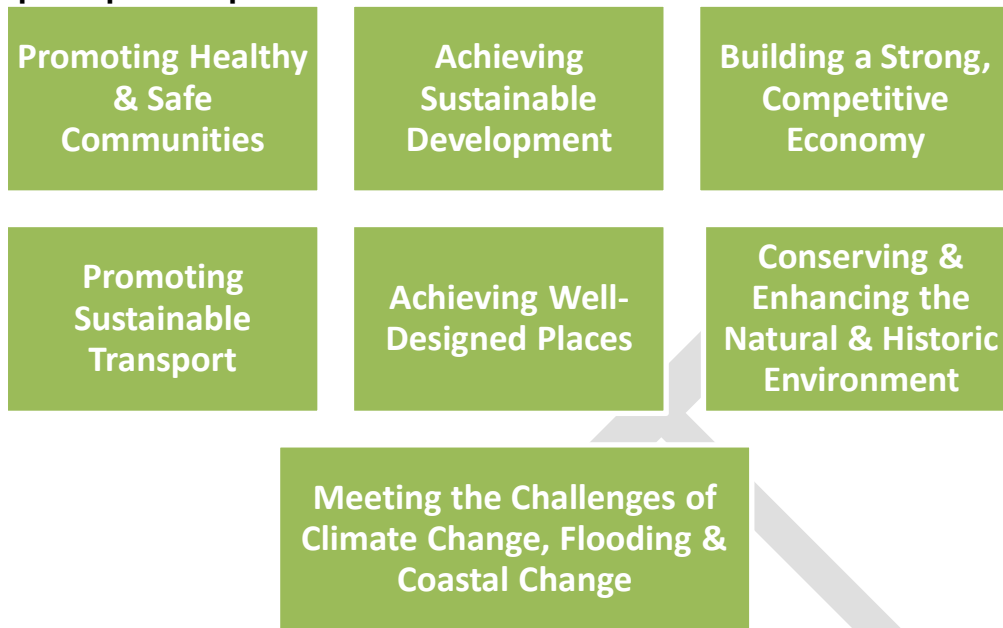 Promoting Healthy
& Safe
Communities
Achieving
Sustainable
Development
Building a Strong,
Competitive
Economy
Promoting
Sustainable
Transport
Achieving Well-
Designed Places
Conserving &
Enhancing the
Natural & Historic
Environment
Meeting the Challenges of
Climate Change, Flooding &
Coastal Change